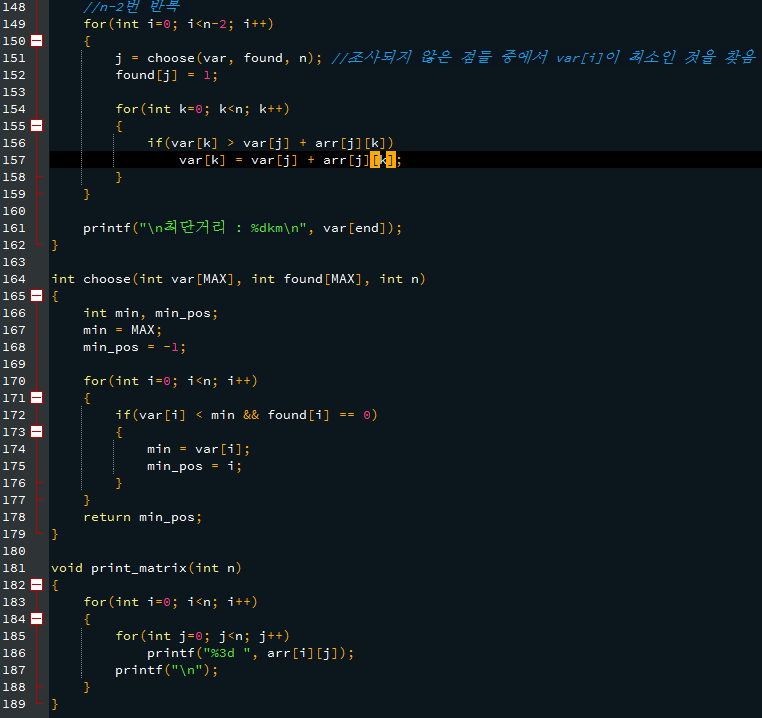 148 //n-2번 반복
149 for(int i=0; i<n-2; i++)
150 {
151 j = choose(var, found, n); //조사되지 않은 점들 중에서 var[i]이 최소인 것을 찾음
152 found[j] = 1;
153
154 for(int k=0; k<n; k++)
155 {
156 if(var[k] > var[j] + arr[j][k])
157 var[k] = var[j] + arr[j][k];
158 }
159 }
160
161 printf("\n최단거리 : %dkm\n", var[end]);
162 }
163
164 int choose(int var[MAX], int found[MAX], int n)
165 {
166 int min, min_pos;
167 min = MAX;
168 min_pos = -1;
169
170 for(int i=0; i<n; i++)
171 {
172 if(var[i] < min && found[i] == 0)
173 {
174 min = var[i];
175 min_pos = i;
176 }
177 }
178 return min_pos;
179 }
180
181 void print_matrix(int n)
182 {
183 for(int i=0; i<n; i++)
184 {
185 for(int j=0; j<n; j++)
186 printf("%3d ", arr[i][j]);
187 printf("\n");
188 }
189 }